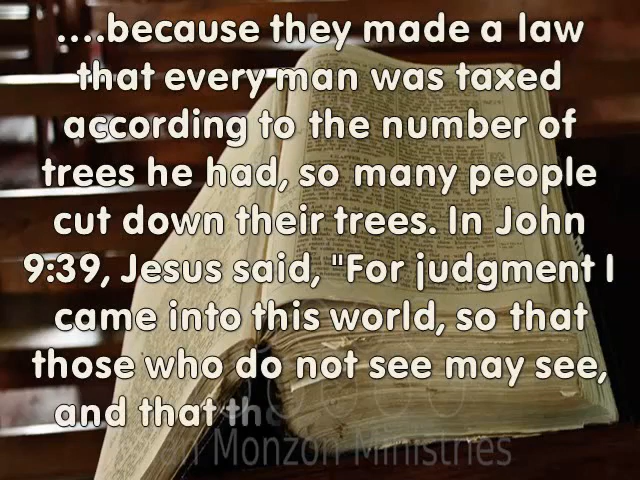 ....because they made a law
that every man was taxed
according to the number of
trees he had, so many people
cut down their trees. In John
9:39, Jesus said, "For judgment I
came into this world, so that
those who do not see may see,
and that th
Monzon Ministries